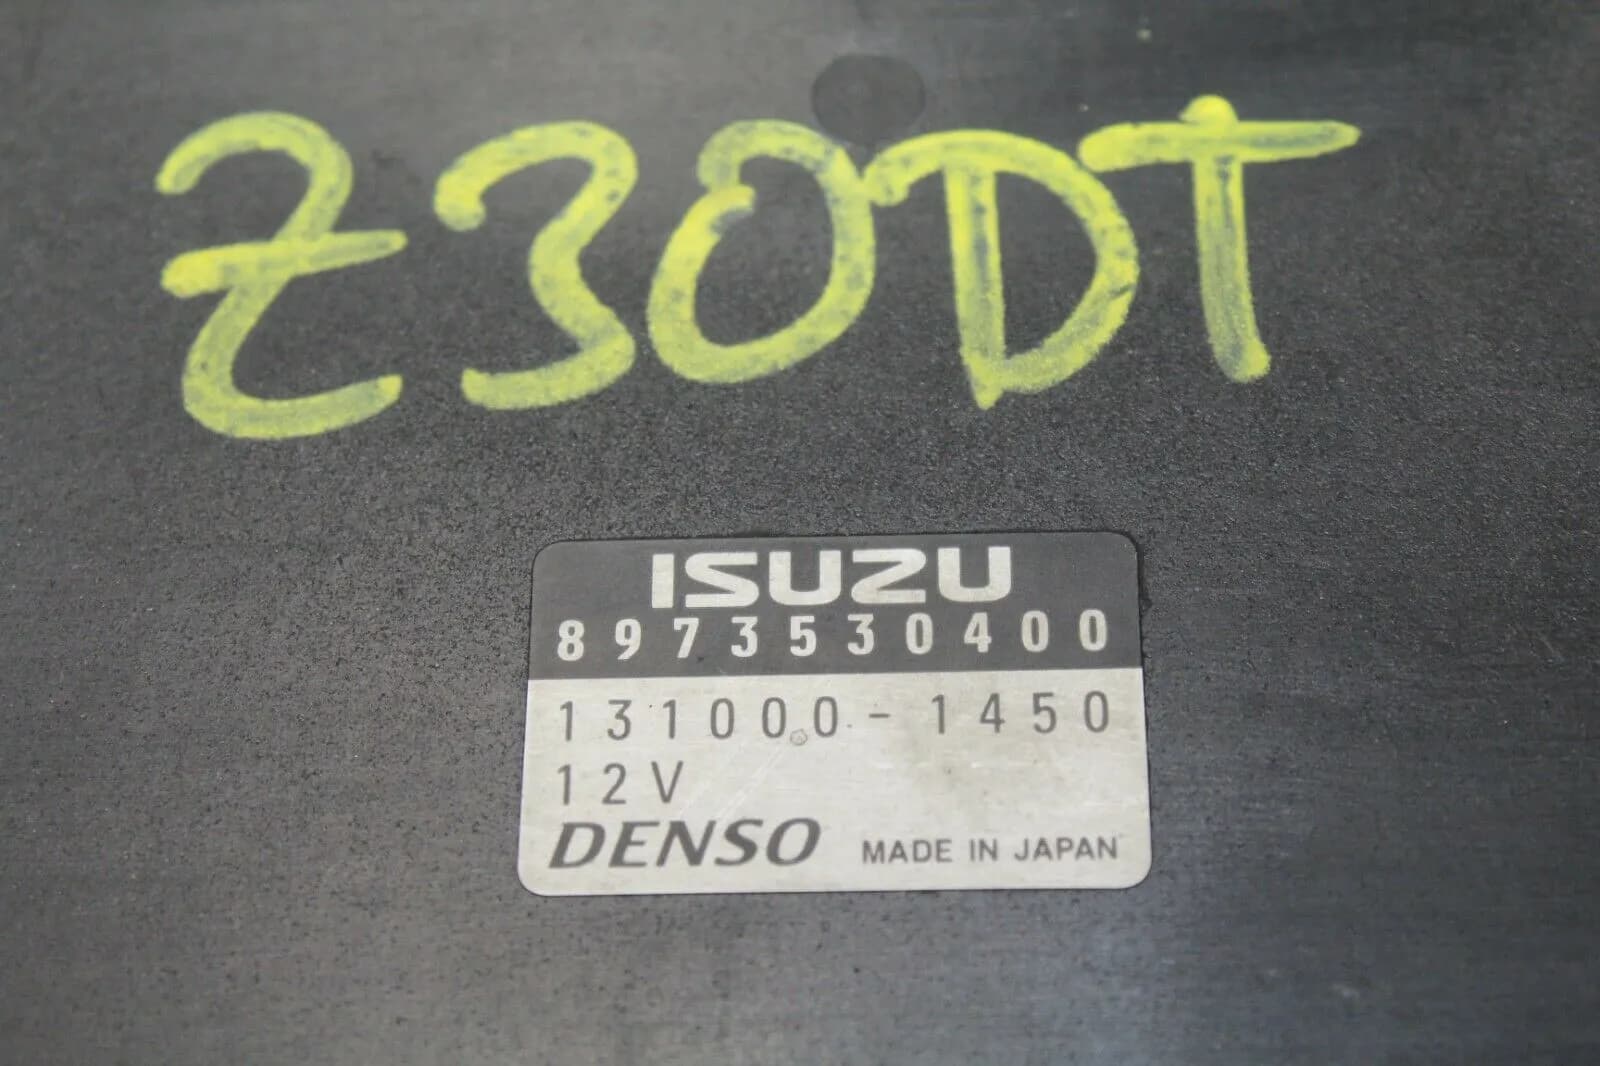 Z30DT
ISUZU
8973530400
131000-1450
12V
DENSO MADE IN JAPAN